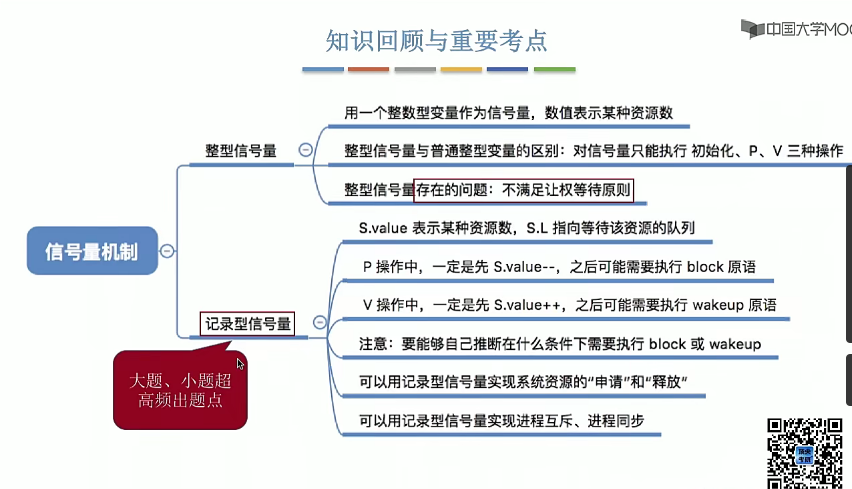 知识回顾与重要考点
中国大学MOO
用一个整数型变量作为信号量，数值表示某种资源数
整型信号量
整型信号量与普通整型变量的区别：对信号量只能执行 初始化、P、V 三种操作
整型信号量存在的问题：不满足让权等待原则
信号量机制
S.value 表示某种资源数，S.L 指向等待该资源的队列
P 操作中，一定是先 S.value--，之后可能需要执行 block 原语
V 操作中，一定是先 S.value++，之后可能需要执行 wakeup 原语
记录型信号量
注意：要能够自己推断在什么条件下需要执行 block 或 wakeup
大题、小题超
高频出题点
可以用记录型信号量实现系统资源的“申请”和“释放”
可以用记录型信号量实现进程互斥、进程同步